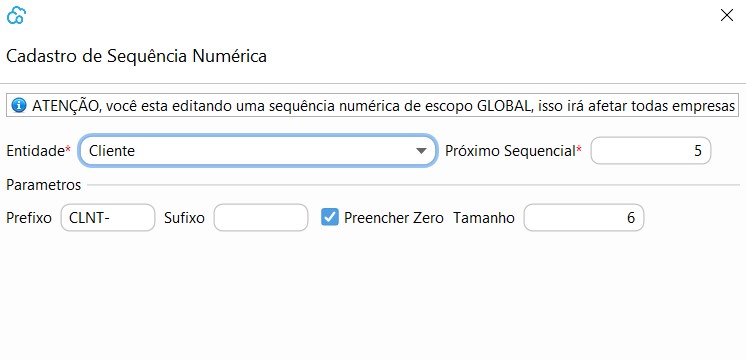 Cadastro de Sequência Numérica
ATENÇÃO, você esta editando uma sequência numérica de escopo GLOBAL, isso irá afetar todas empresas
Entidade* Cliente Próximo Sequencial* 5
Parametros
Prefixo CLNT- Sufixo Preencher Zero Tamanho 6